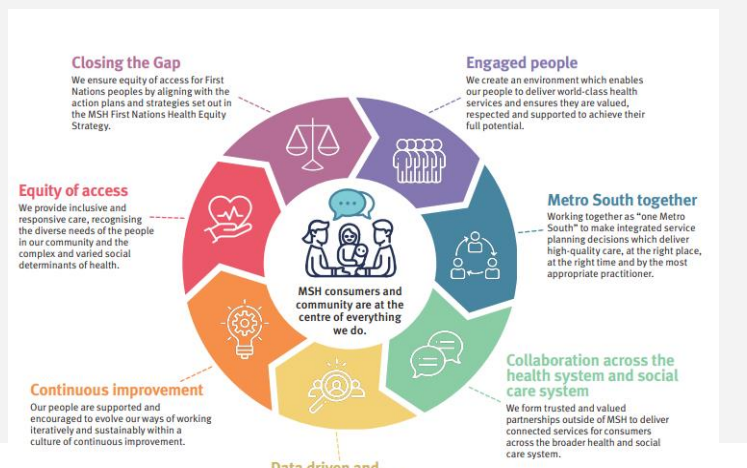 Closing the Gap
We ensure equity of access for First
Nations peoples by aligning with the
action plans and strategies set out in
the MSH First Nations Health Equity
Strategy.
Engaged people
We create an environment which enables
our people to deliver world-class health
services and ensures they are valued,
respected and supported to achieve their
full potential.
Equity of access
We provide inclusive and
responsive care, recognising
the diverse needs of the people
in our community and the
complex and varied social
determinants of health.
Metro South together
Working together as “one Metro
South” to make integrated service
planning decisions which deliver
high-quality care, at the right place,
at the right time and by the most
appropriate practitioner.
MSH consumers and
community are at the
centre of everything
we do.
Continuous improvement
Our people are supported and
encouraged to evolve our ways of working
iteratively and sustainably within a
culture of continuous improvement.
Collaboration across the
health system and social
care system
We form trusted and valued
partnerships outside of MSH to deliver
connected services for consumers
across the broader health and social
care system.
Data driven and